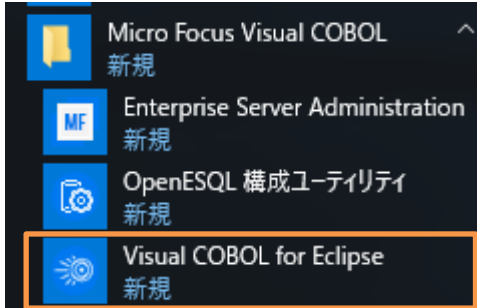 Micro Focus Visual COBOL
新規
MF
Enterprise Server Administration
新規
OpenESQL 構成ユーティリティ
新規
Visual COBOL for Eclipse
新規